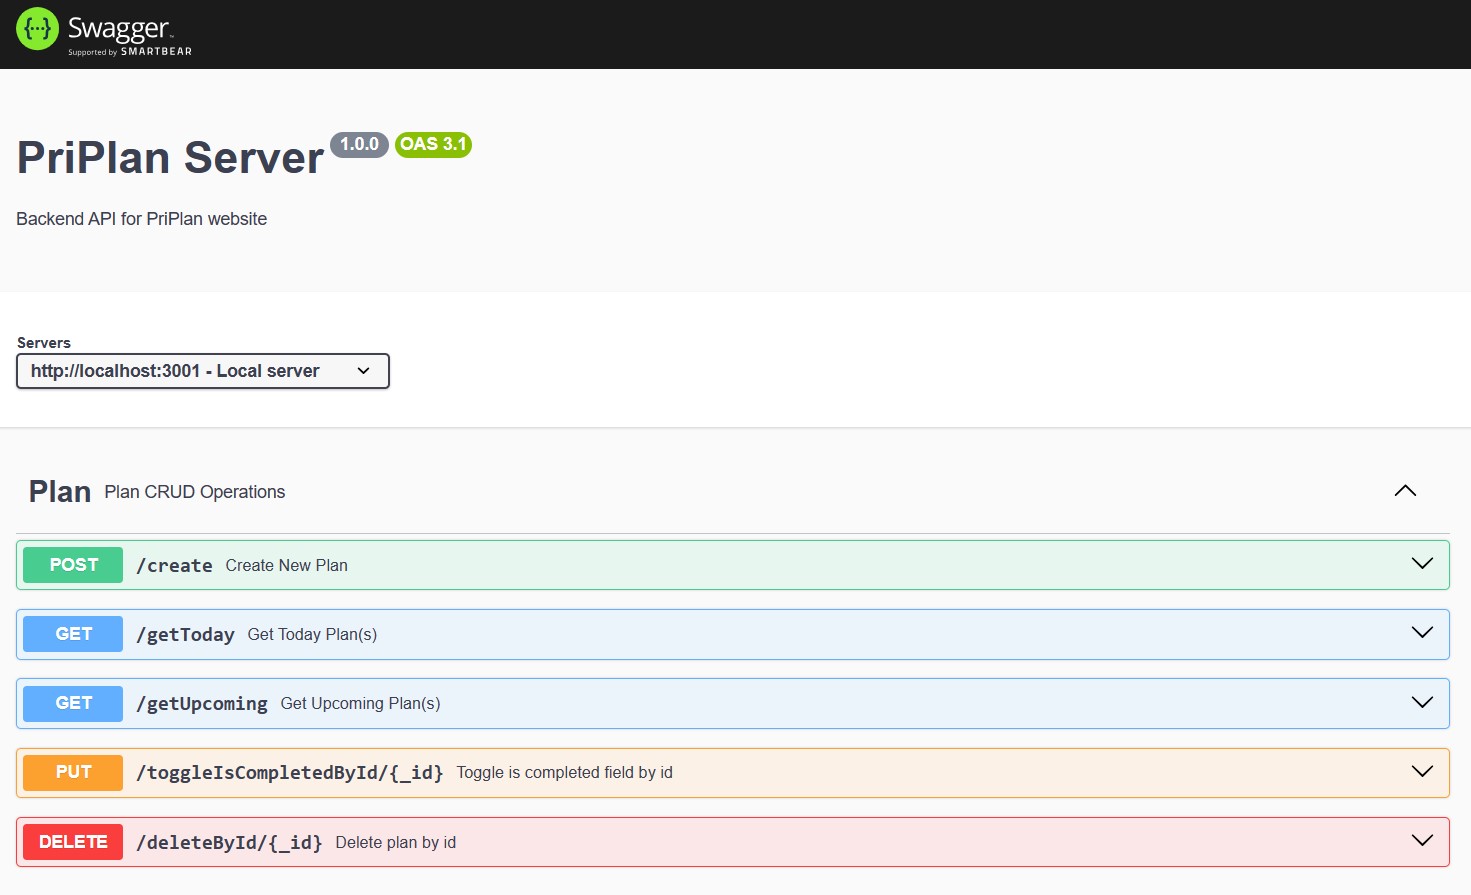 {···} Swagger
Supported by SMARTBEAR
PriPlan Server 1.0.0 OAS 3.1
Backend API for PriPlan website
Servers
http://localhost:3001 - Local server
Plan Plan CRUD Operations
POST /create Create New Plan
GET /getToday Get Today Plan(s)
GET /getUpcoming Get Upcoming Plan(s)
PUT /toggleIsCompletedById/{_id} Toggle is completed field by id
DELETE /deleteById/{_id} Delete plan by id